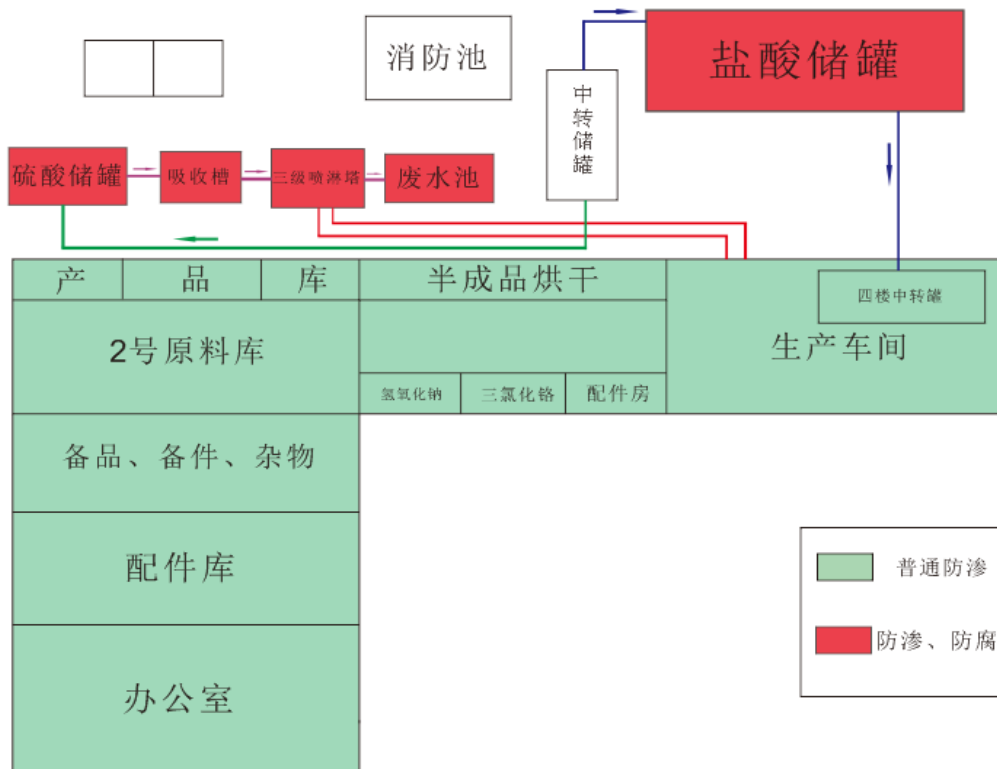 消防池
盐酸储罐
中转储罐
硫酸储罐
吸收槽
三级喷淋塔
废水池
产品库
半成品烘干
四楼中转罐
生产车间
2号原料库
氢氧化钠
三氯化铬
配件房
备品、备件、杂物
配件库
办公室
普通防渗
防渗、防腐